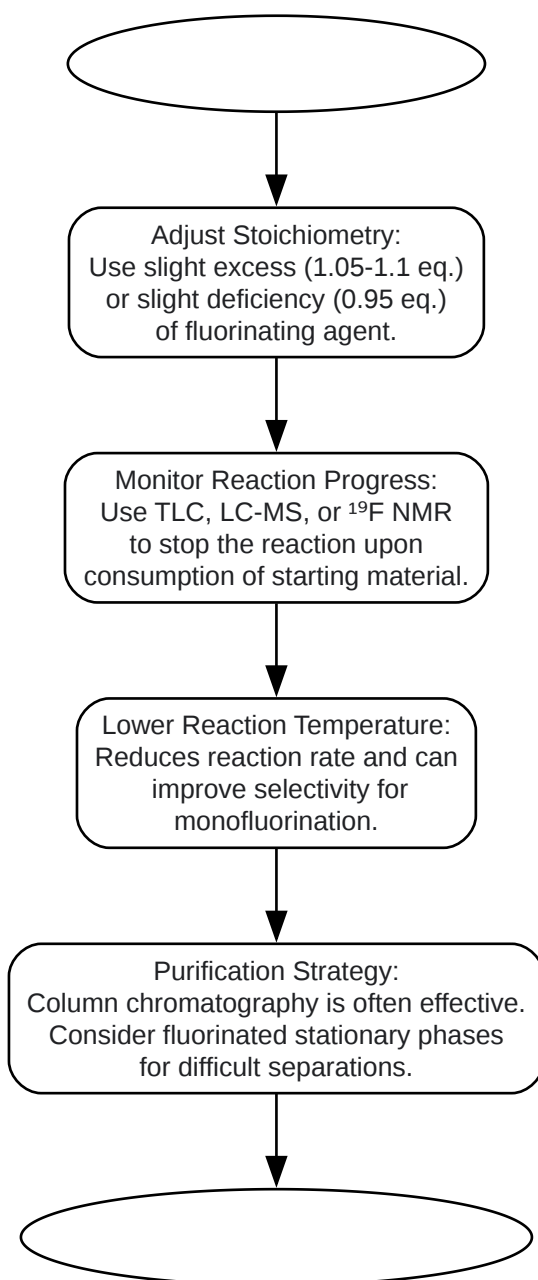 Adjust Stoichiometry:
Use slight excess (1.05-1.1 eq.)
or slight deficiency (0.95 eq.)
of fluorinating agent.
Monitor Reaction Progress:
Use TLC, LC-MS, or ¹⁹F NMR
to stop the reaction upon
consumption of starting material.
Lower Reaction Temperature:
Reduces reaction rate and can
improve selectivity for
monofluorination.
Purification Strategy:
Column chromatography is often effective.
Consider fluorinated stationary phases
for difficult separations.